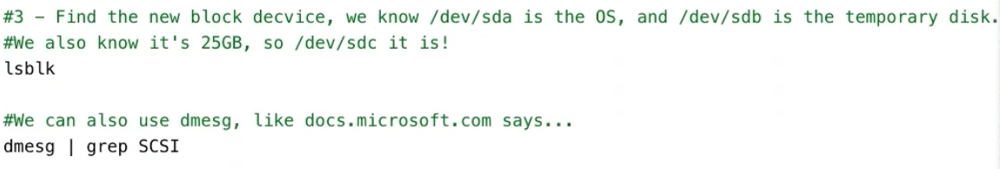 #3 - Find the new block decvice, we know /dev/sda is the OS, and /dev/sdb is the temporary disk.
#We also know it's 25GB, so /dev/sdc it is!
lsblk
#We can also use dmesg, like docs.microsoft.com says...
dmesg | grep SCSI